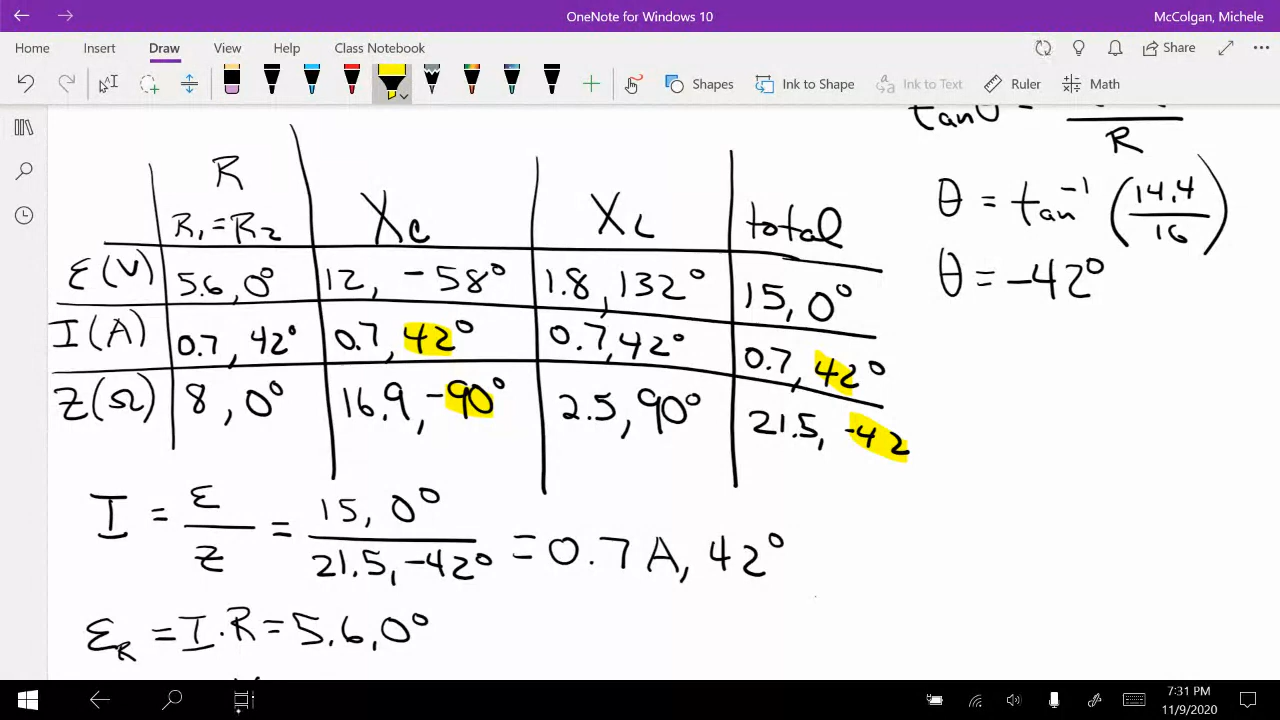 OneNote for Windows 10
McColgan, Michele
Home Insert Draw View Help Class Notebook Share
Shapes Ink to Shape Ink to Text Ruler Math
tanθ =
R
R
R₁=R₂ Xc XL total
ε(V) 5.6, 0° 12, -58° 1.8, 132° 15, 0°
I(A) 0.7, 42° 0.7, 42° 0.7, 42° 0.7, 42°
Z(Ω) 8, 0° 16.9, -90° 2.5, 90° 21.5, -42
θ = tan⁻¹ (14.4/16)
θ = -42°
I = ε/Z = 15, 0° / 21.5, -42° = 0.7 A, 42°
εR = I·R = 5.6, 0°
7:31 PM
11/9/2020